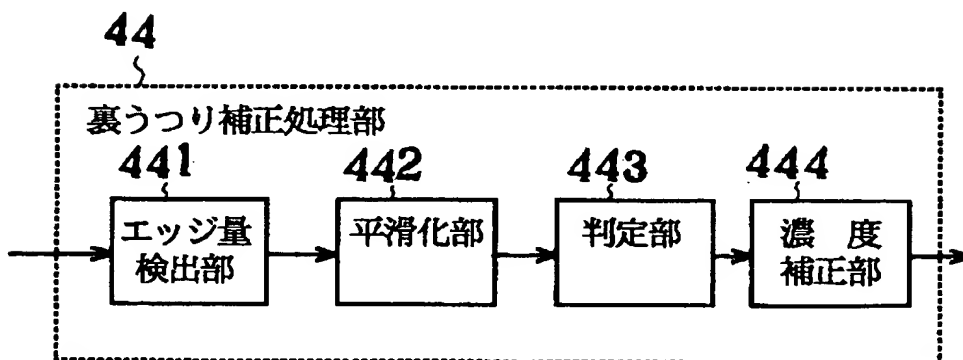 44
裏うつり補正処理部
441
442
443
444
エッジ量
検出部
平滑化部
判定部
濃 度
補正部